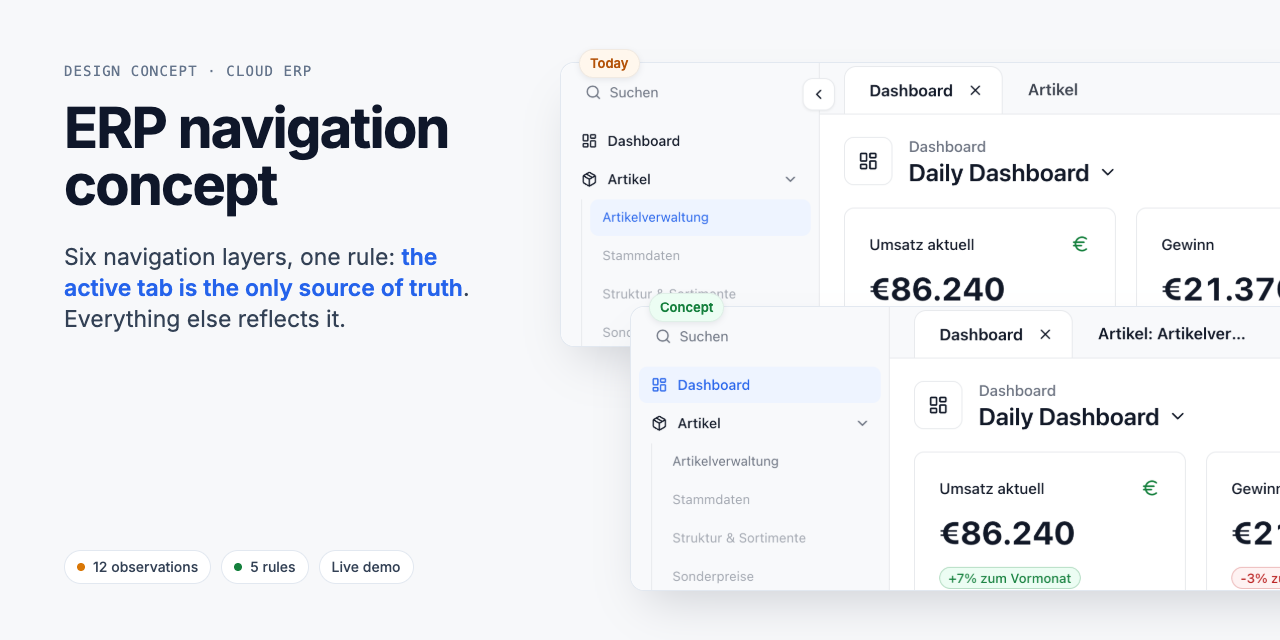 DESIGN CONCEPT · CLOUD ERP
ERP navigation
concept
Six navigation layers, one rule: the
active tab is the only source of truth.
Everything else reflects it.
12 observations
5 rules
Live demo
Today
Suchen
Dashboard
Artikel
Artikelverwaltung
Stammdaten
Struktur & Sortimente
Dashboard
Artikel
Dashboard
Daily Dashboard
Umsatz aktuell
€
€86.240
Gewinn
Concept
Suchen
Dashboard
Artikel
Artikelverwaltung
Stammdaten
Struktur & Sortimente
Sonderpreise
Dashboard
Artikel: Artikelver...
Dashboard
Daily Dashboard
Umsatz aktuell
€
€86.240
+7% zum Vormonat
-3%